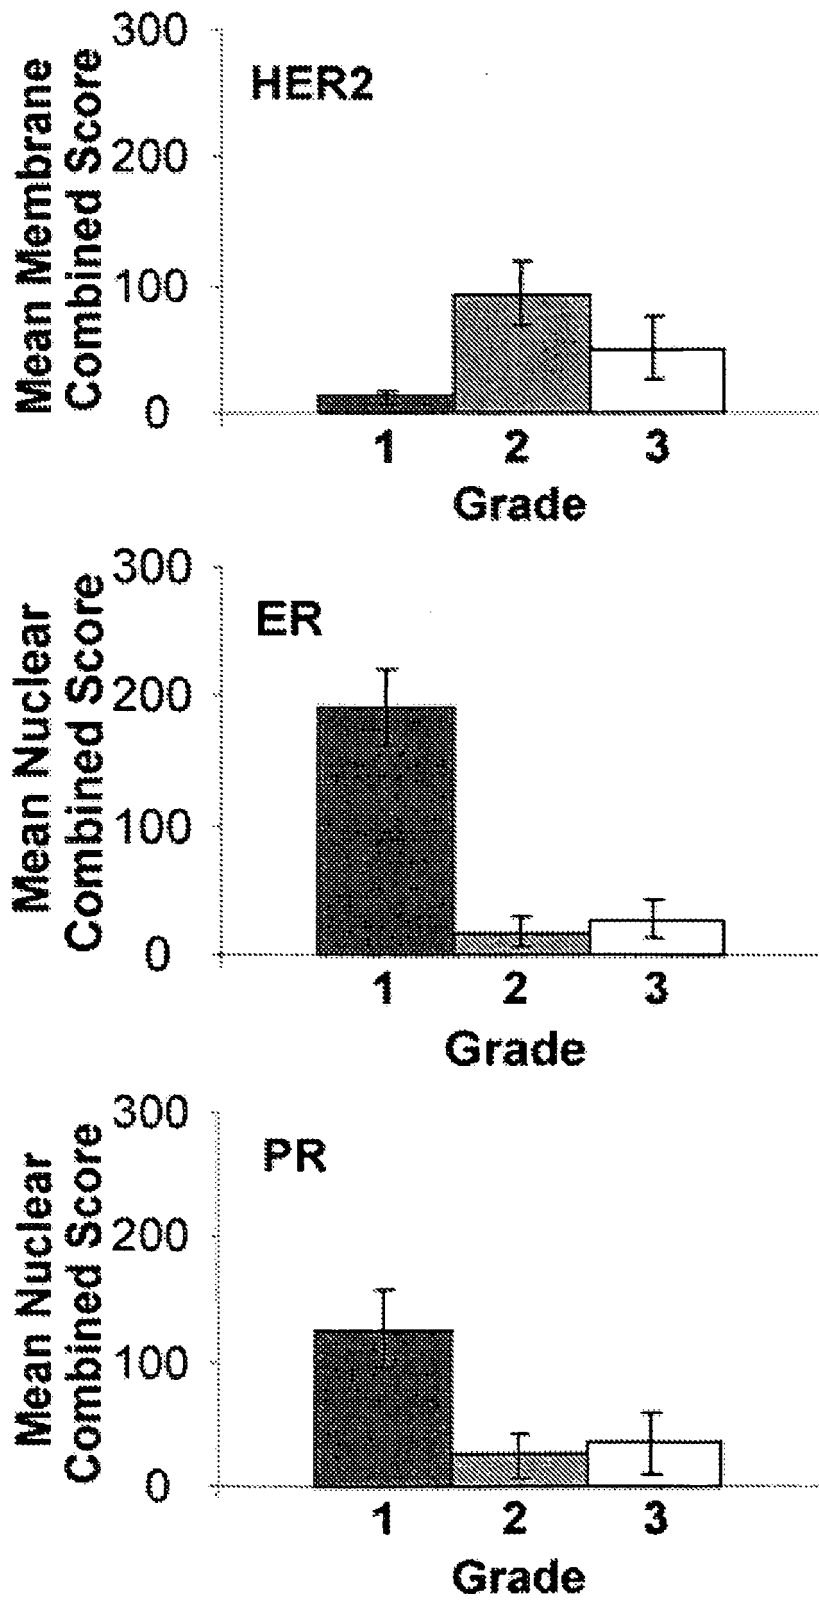 300
HER2
Mean Membrane
Combined Score
200
100
0
1 2 3
Grade
300
ER
Mean Nuclear
Combined Score
200
100
0
1 2 3
Grade
300
PR
Mean Nuclear
Combined Score
200
100
0
1 2 3
Grade